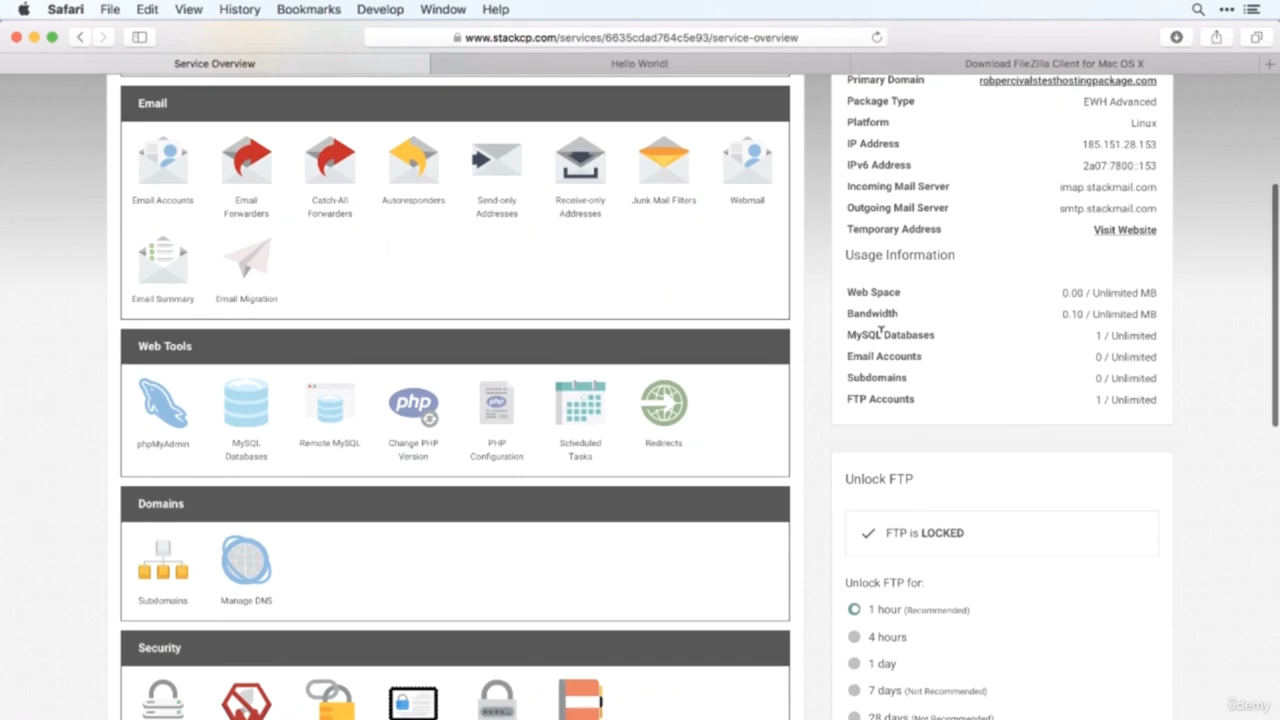 Safari File Edit View History Bookmarks Develop Window Help
www.stackcp.com/services/6635cdad764c5e93/service-overview
Service Overview
Hello World!
Download FileZilla Client for Mac OS X
Email
Email Accounts
Email Forwarders
Catch-All Forwarders
Autoresponders
Send-only Addresses
Receive-only Addresses
Junk Mail Filters
Webmail
Email Summary
Email Migration
Web Tools
phpMyAdmin
MySQL Databases
Remote MySQL
php
Change PHP Version
php
PHP Configuration
Scheduled Tasks
Redirects
Domains
Subdomains
Manage DNS
Security
Primary Domain robpercivalstesthostingpackage.com
Package Type EWH Advanced
Platform Linux
IP Address 185.151.28.153
IPv6 Address 2a07:7800::153
Incoming Mail Server imap.stackmail.com
Outgoing Mail Server smtp.stackmail.com
Temporary Address Visit Website
Usage Information
Web Space 0.00 / Unlimited MB
Bandwidth 0.10 / Unlimited MB
MySQL Databases 1 / Unlimited
Email Accounts 0 / Unlimited
Subdomains 0 / Unlimited
FTP Accounts 1 / Unlimited
Unlock FTP
FTP is LOCKED
Unlock FTP for:
1 hour (Recommended)
4 hours
1 day
7 days (Not Recommended)
28 days (Not Recommended)
ûdemy